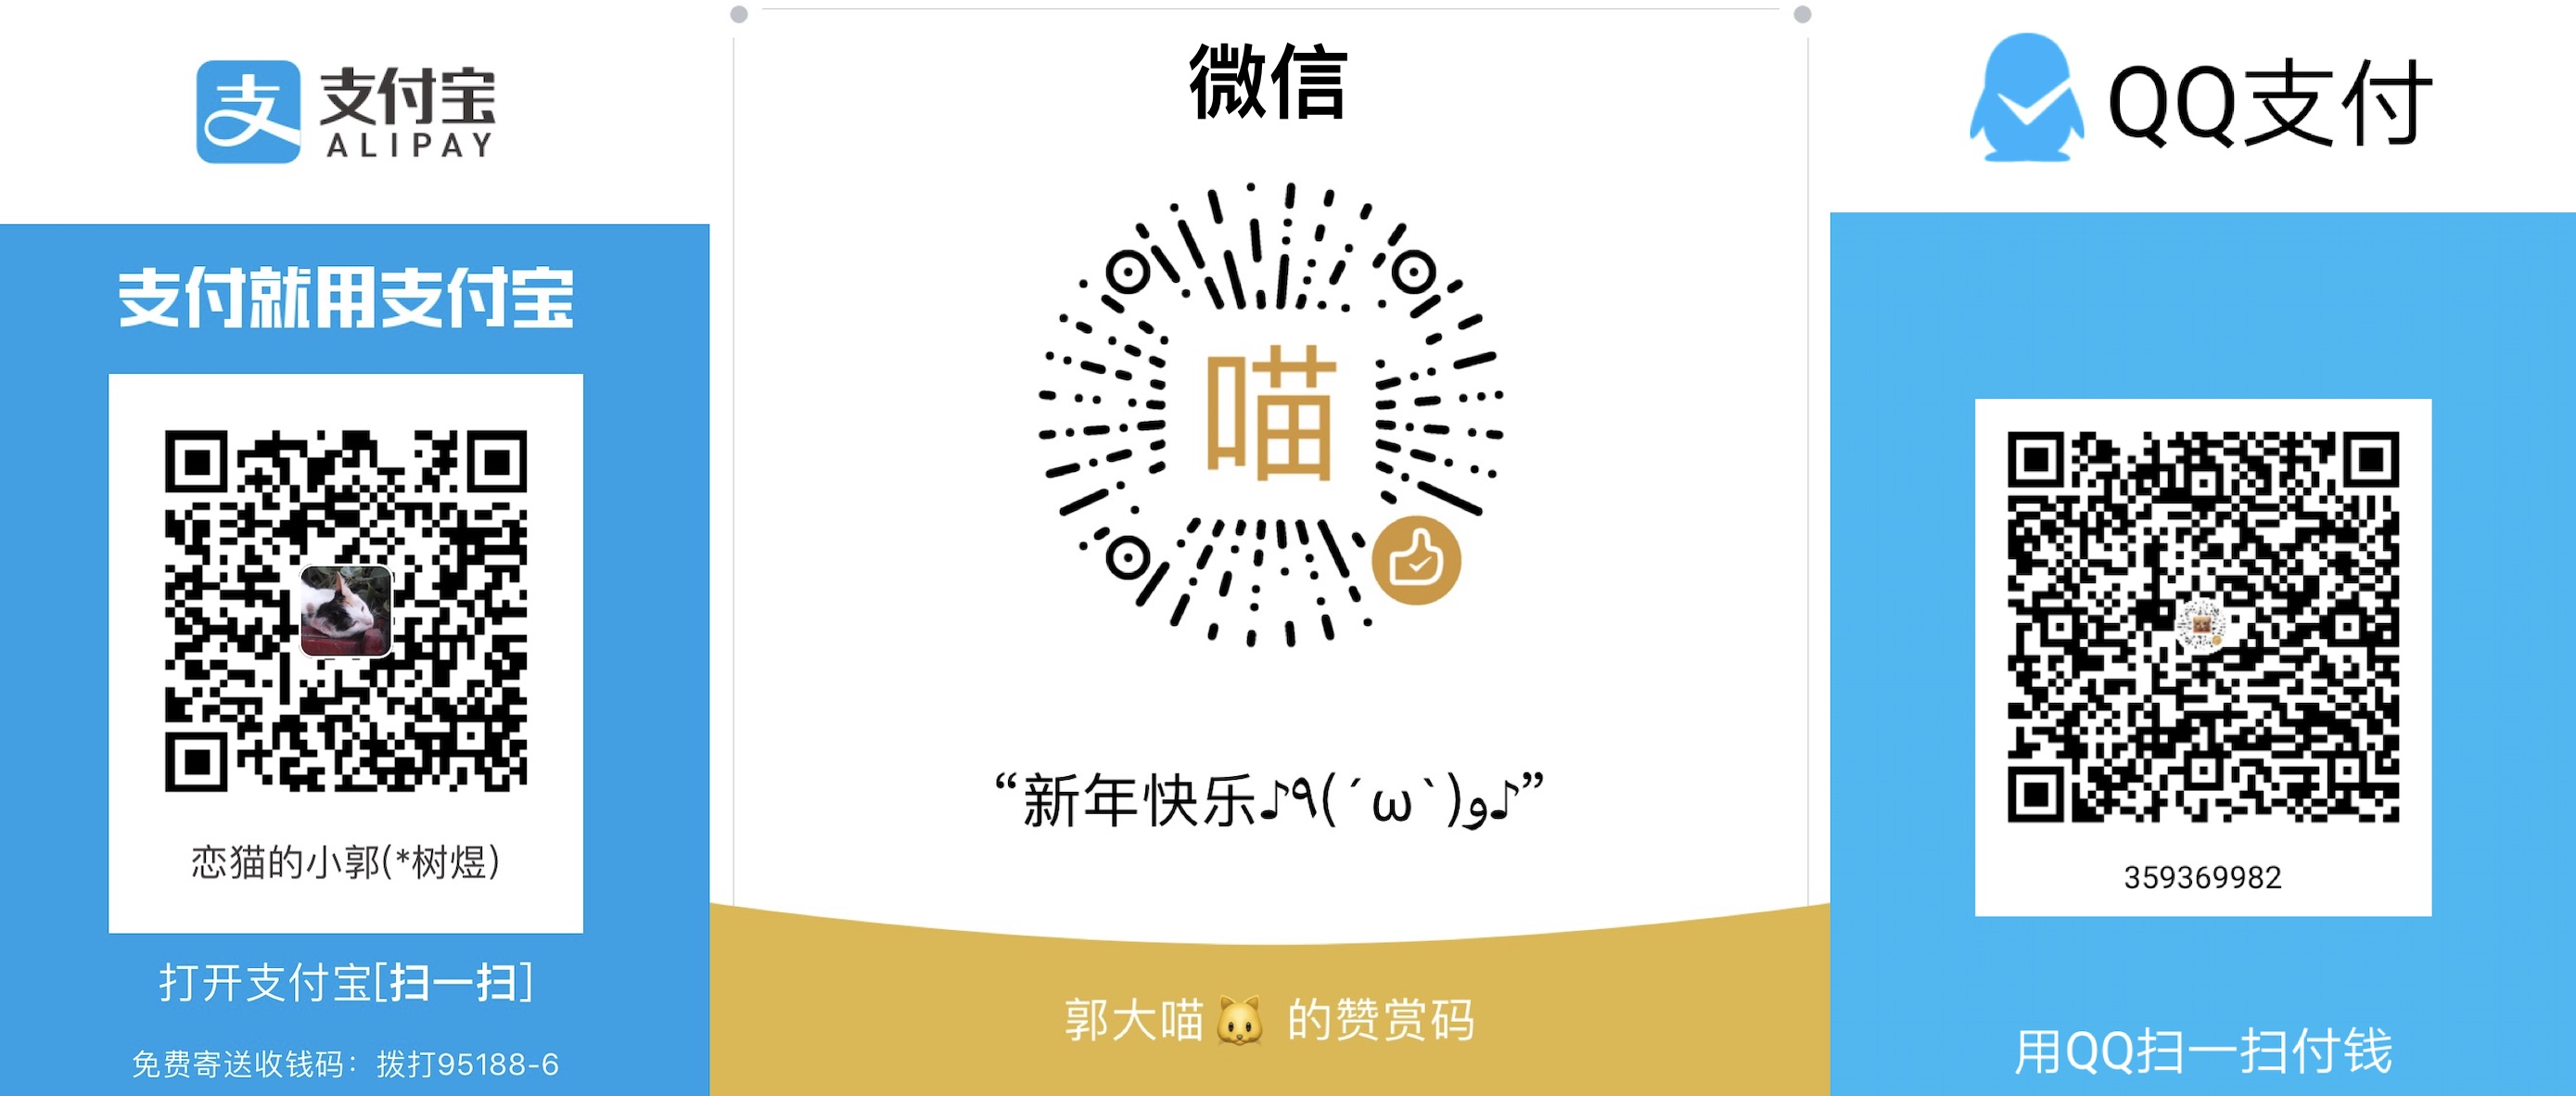 支付宝
ALIPAY
支付就用支付宝
恋猫的小郭(*树煜)
打开支付宝[扫一扫]
免费寄送收钱码：拨打95188-6
微信
喵
“新年快乐♪٩(´ω`)و♪”
郭大喵🐱 的赞赏码
QQ支付
359369982
用QQ扫一扫付钱